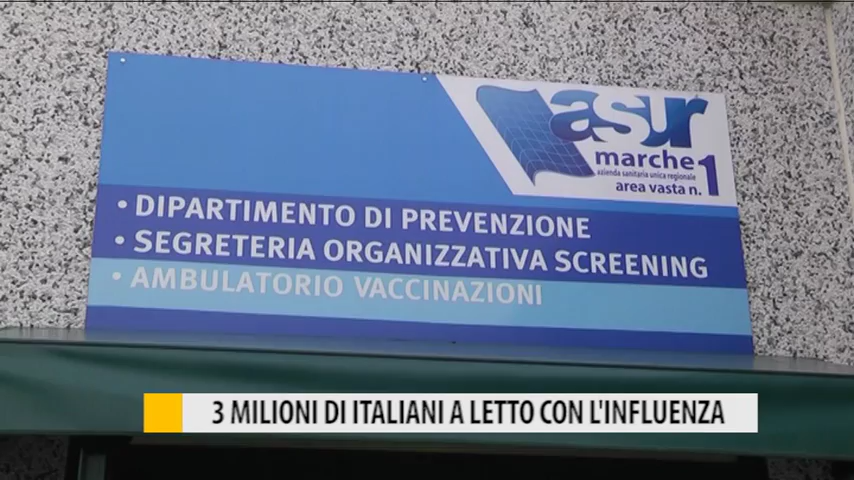 asur
marche 1
azienda sanitaria unica regionale
area vasta n.
• DIPARTIMENTO DI PREVENZIONE
• SEGRETERIA ORGANIZZATIVA SCREENING
• AMBULATORIO VACCINAZIONI
3 MILIONI DI ITALIANI A LETTO CON L'INFLUENZA